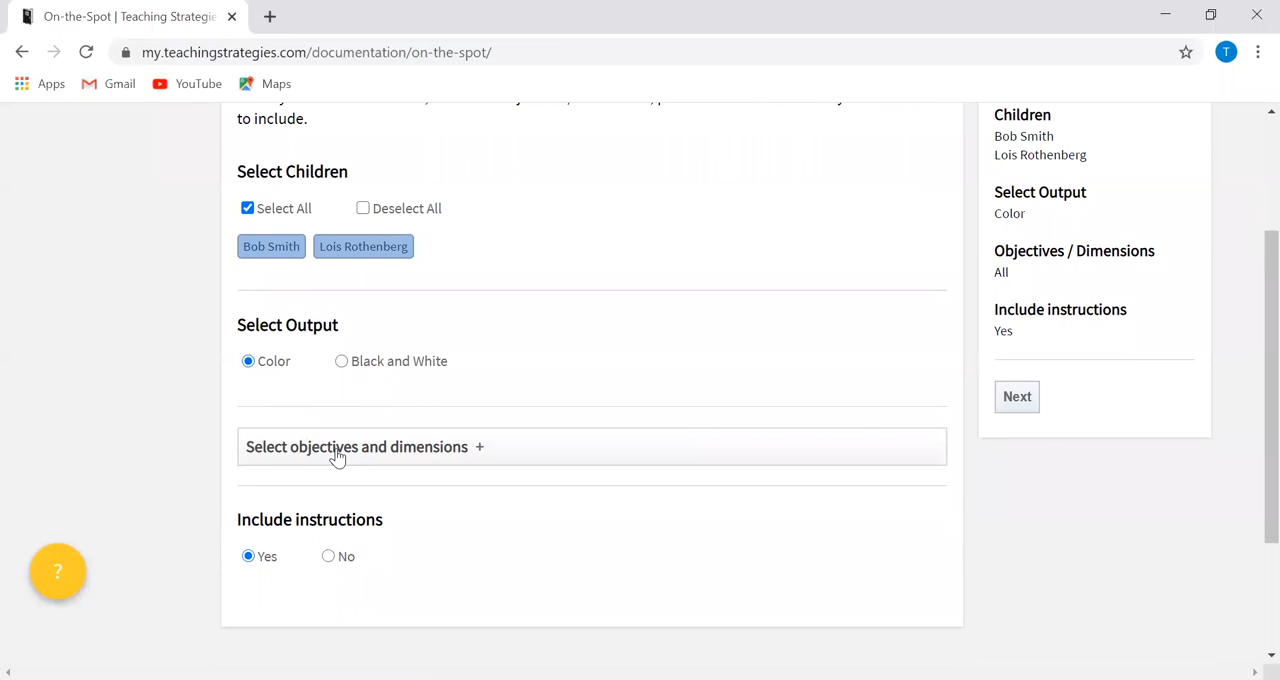 On-the-Spot | Teaching Strategie
my.teachingstrategies.com/documentation/on-the-spot/
T
Apps
Gmail
YouTube
Maps
to include.
Select Children
Select All
Deselect All
Bob Smith
Lois Rothenberg
Select Output
Color
Black and White
Select objectives and dimensions +
Include instructions
Yes
No
?
Children
Bob Smith
Lois Rothenberg
Select Output
Color
Objectives / Dimensions
All
Include instructions
Yes
Next